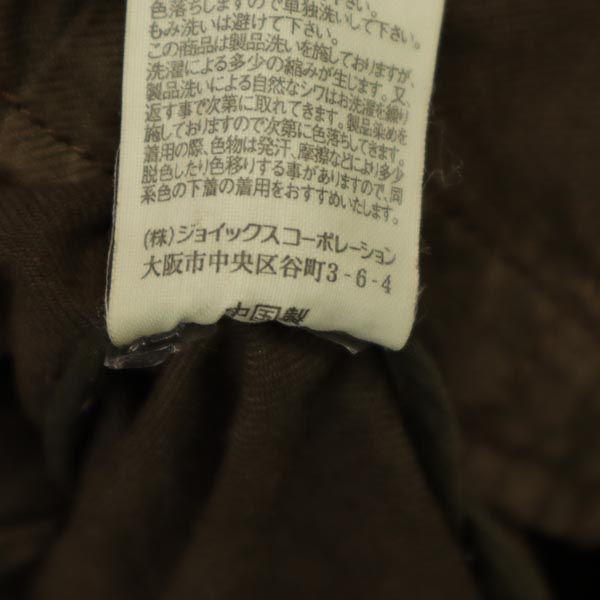 色落ちしますので単独洗いして下さい。
もみ洗いは避けて下さい。
この商品は製品洗いを施しておりますが、
洗濯による多少の縮みが生じます。又、
製品洗いによる自然なシワはお洗濯を繰り
返す事で次第に取れてきます。製品染めを
施しておりますので次第に色落ちしてきます。
着用の際、色物は発汗、摩擦などにより多少
脱色したり色移りする事がありますので、同
系色の下着の着用をおすすめいたします。
(株)ジョイックスコーポレーション
大阪市中央区谷町3-6-4
中国製